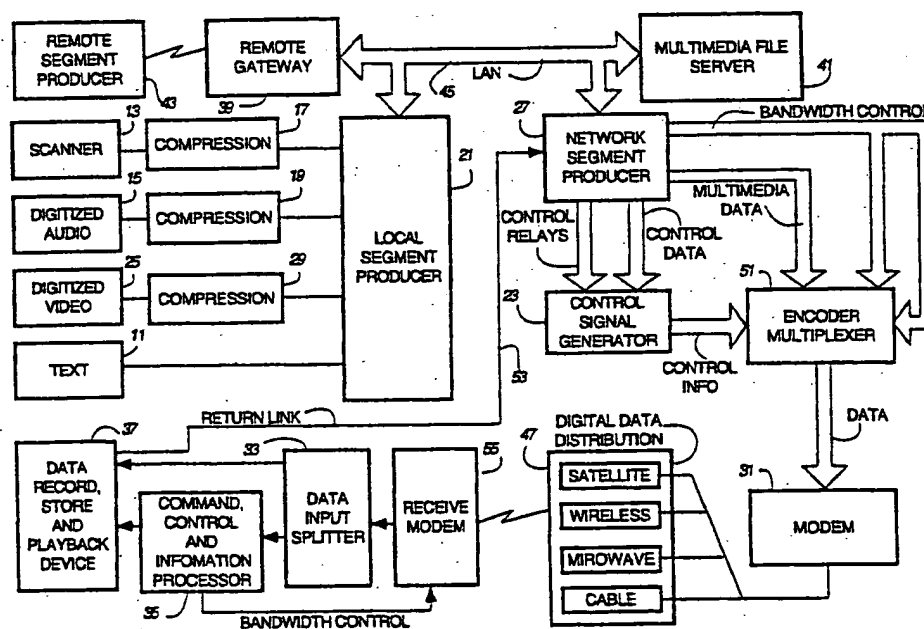 REMOTE
SEGMENT
PRODUCER
43
REMOTE
GATEWAY
39
LAN
45
MULTIMEDIA FILE
SERVER
41
13
SCANNER
17
COMPRESSION
15
DIGITIZED
AUDIO
19
COMPRESSION
25
DIGITIZED
VIDEO
29
COMPRESSION
11
TEXT
21
LOCAL
SEGMENT
PRODUCER
27
NETWORK
SEGMENT
PRODUCER
BANDWIDTH CONTROL
MULTIMEDIA
DATA
CONTROL
RELAYS
CONTROL
DATA
23
CONTROL
SIGNAL
GENERATOR
CONTROL
INFO
51
ENCODER
MULTIPLEXER
53
RETURN LINK
DATA
37
DATA
RECORD,
STORE
AND
PLAYBACK
DEVICE
COMMAND,
CONTROL
AND
INFOMATION
PROCESSOR
35
33
DATA
INPUT
SPLITTER
55
RECEIVE
MODEM
BANDWIDTH CONTROL
DIGITAL DATA
DISTRIBUTION
47
SATELLITE
WIRELESS
MIROWAVE
CABLE
31
MODEM